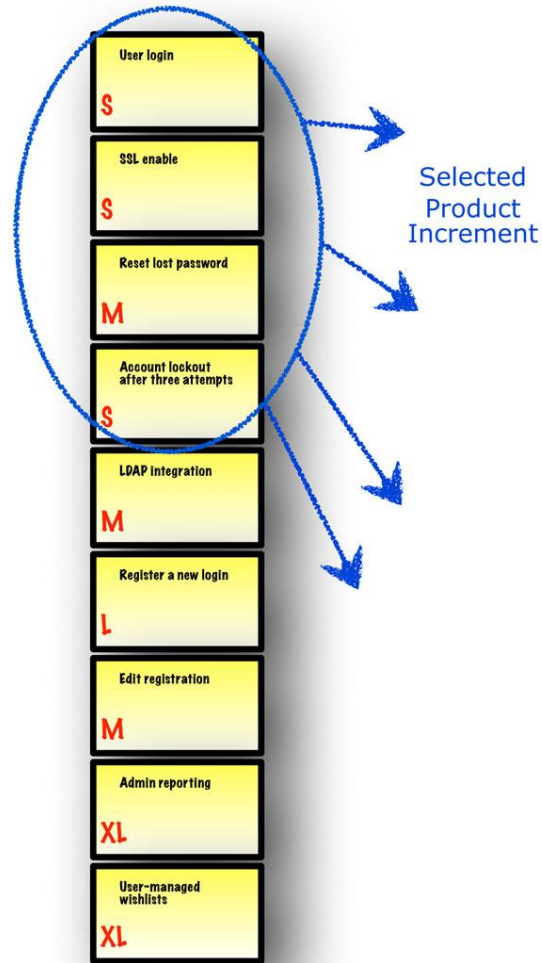 User login
S
SSL enable
S
Selected
Product
Increment
Reset lost password
M
Account lockout
after three attempts
S
LDAP integration
M
Register a new login
L
Edit registration
M
Admin reporting
XL
User-managed
wishlists
XL